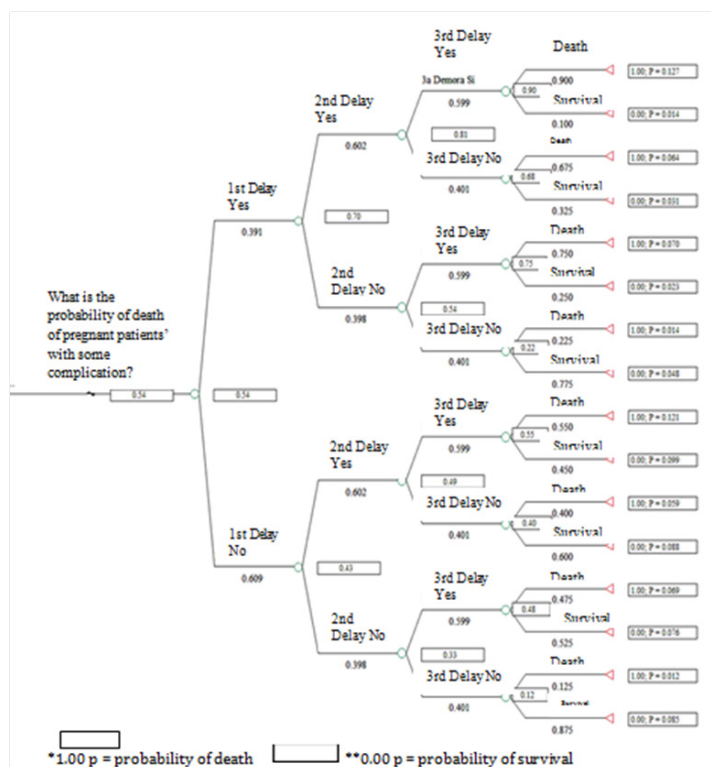 3rd Delay
Yes
Death
3a Demora Si
0.599
0.90
0.900
1.00; P = 0.127
Survival
0.100
0.00; P = 0.014
2nd Delay
Yes
0.602
0.81
Death
3rd Delay No
0.401
0.68
0.675
1.00; P = 0.064
Survival
0.325
0.00; P = 0.031
1st Delay
Yes
0.391
0.70
3rd Delay
Yes
0.599
Death
0.75
0.750
1.00; P = 0.070
Survival
0.250
0.00; P = 0.023
2nd
Delay No
0.398
0.54
3rd Delay No
0.401
Death
0.22
0.225
1.00; P = 0.014
Survival
0.775
0.00; P = 0.048
What is the
probability of death
of pregnant patients’
with some
complication?
0.54
0.54
3rd Delay
Yes
0.599
Death
0.55
0.550
1.00; P = 0.121
Survival
0.450
0.00; P = 0.099
2nd Delay
Yes
0.602
0.49
3rd Delay No
0.401
Death
0.40
0.400
1.00; P = 0.059
Survival
0.600
0.00; P = 0.088
1st Delay
No
0.609
0.43
3rd Delay
Yes
0.599
Death
0.48
0.475
1.00; P = 0.069
Survival
0.525
0.00; P = 0.076
2nd
Delay No
0.398
0.33
3rd Delay No
0.401
Death
0.12
0.125
1.00; P = 0.012
Survival
0.875
0.00; P = 0.085
*1.00 p = probability of death
**0.00 p = probability of survival